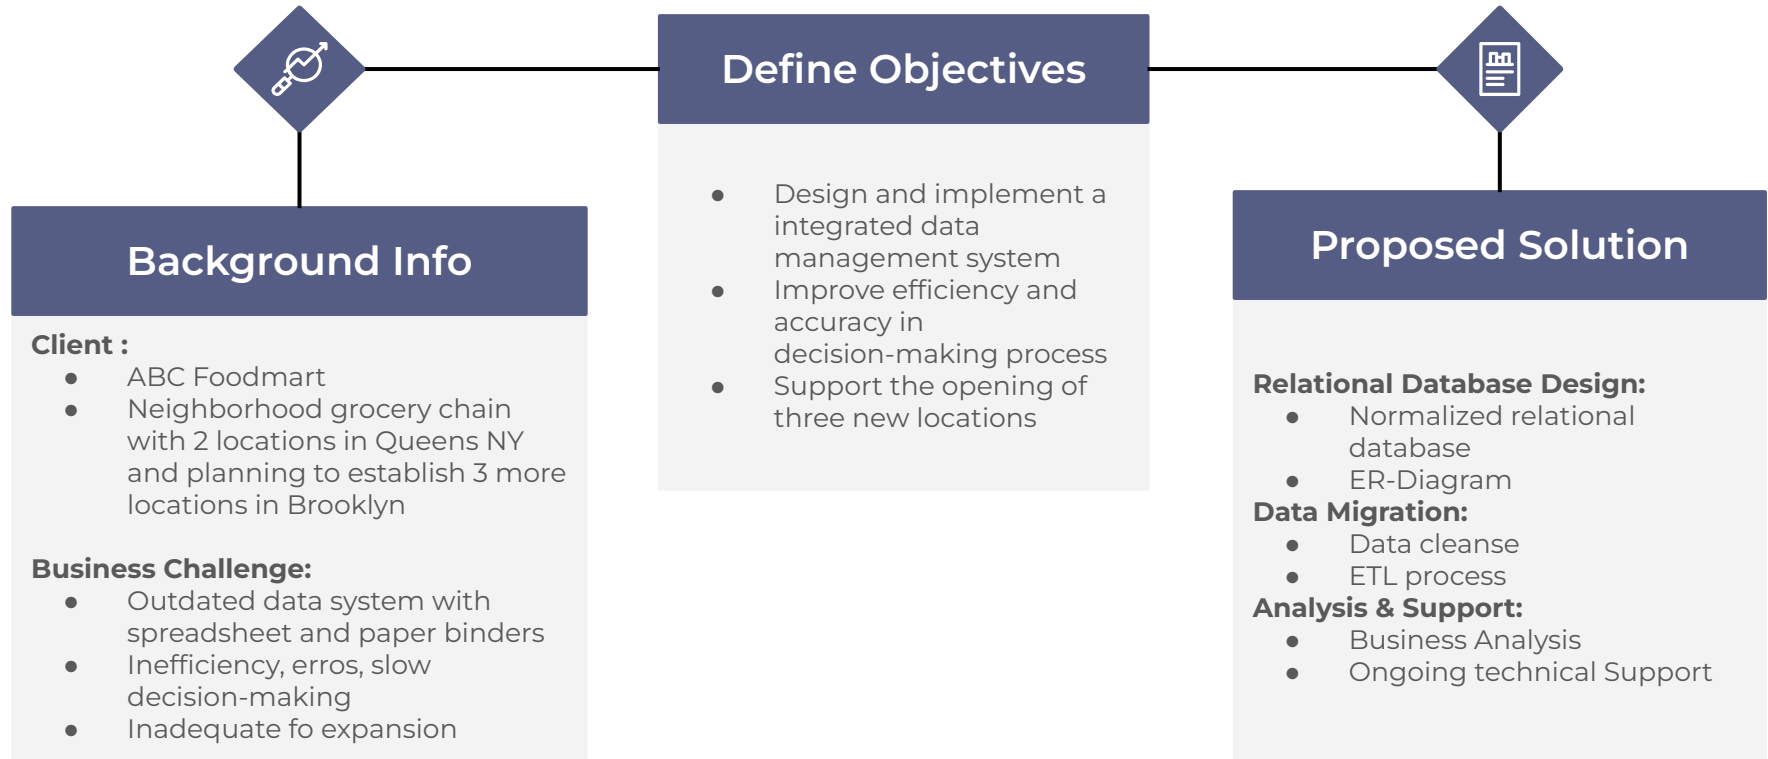 Background Info
Client :
● ABC Foodmart
● Neighborhood grocery chain
with 2 locations in Queens NY
and planning to establish 3 more
locations in Brooklyn
Business Challenge:
● Outdated data system with
spreadsheet and paper binders
● Inefficiency, erros, slow
decision-making
● Inadequate fo expansion
Define Objectives
● Design and implement a
integrated data
management system
● Improve efficiency and
accuracy in
decision-making process
● Support the opening of
three new locations
Proposed Solution
Relational Database Design:
● Normalized relational
database
● ER-Diagram
Data Migration:
● Data cleanse
● ETL process
Analysis & Support:
● Business Analysis
● Ongoing technical Support